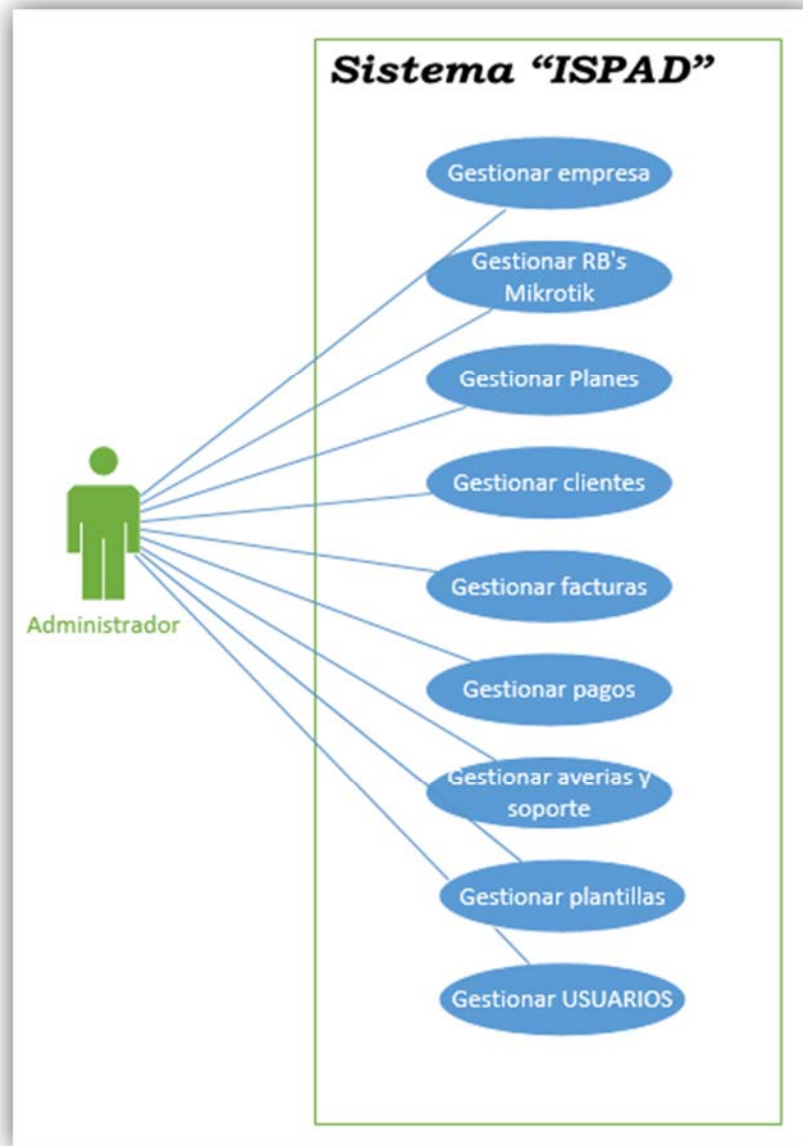 Sistema “ISPAD”
Gestionar empresa
Gestionar RB's
Mikrotik
Gestionar Planes
Gestionar clientes
Gestionar facturas
Administrador
Gestionar pagos
Gestionar averias y
soporte
Gestionar plantillas
Gestionar USUARIOS